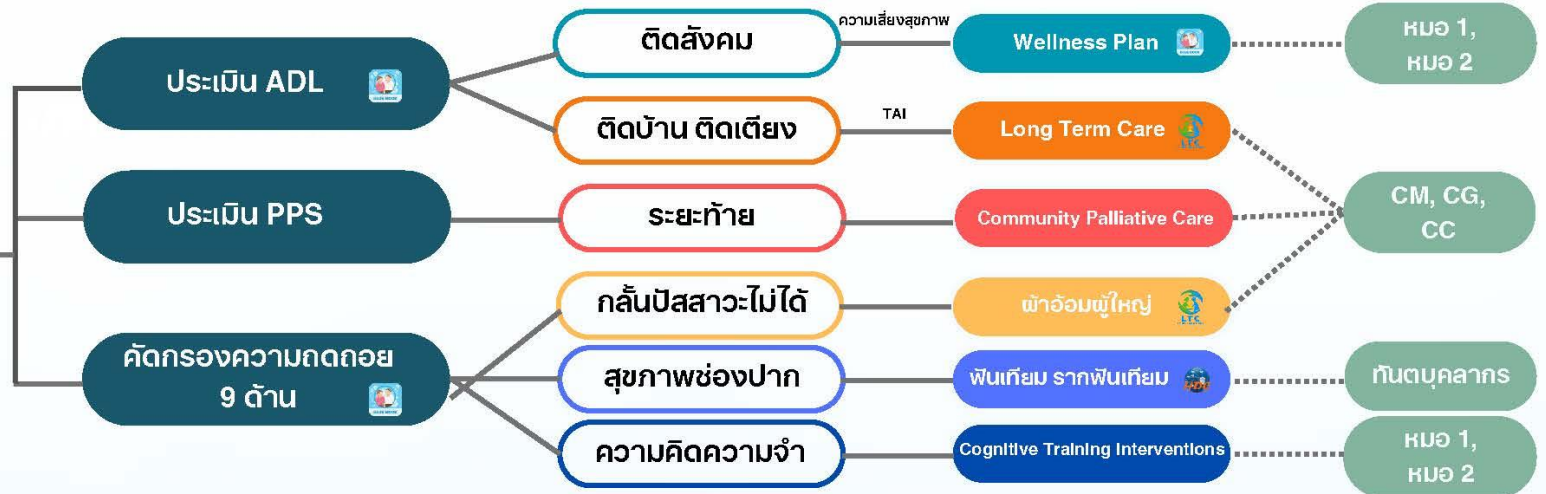 ประเมิน ADL
ติดสังคม
ความเสี่ยงสุขภาพ
Wellness Plan
หมอ 1,
หมอ 2
ติดบ้าน ติดเตียง
TAI
Long Term Care
LTC
ประเมิน PPS
ระยะท้าย
Community Palliative Care
CM, CG,
CC
กลั้นปัสสาวะไม่ได้
ผ้าอ้อมผู้ใหญ่
LTC
คัดกรองความถดถอย
9 ด้าน
สุขภาพช่องปาก
ฟันเทียม รากฟันเทียม
ทันตบุคลากร
ความคิดความจำ
Cognitive Training Interventions
หมอ 1,
หมอ 2